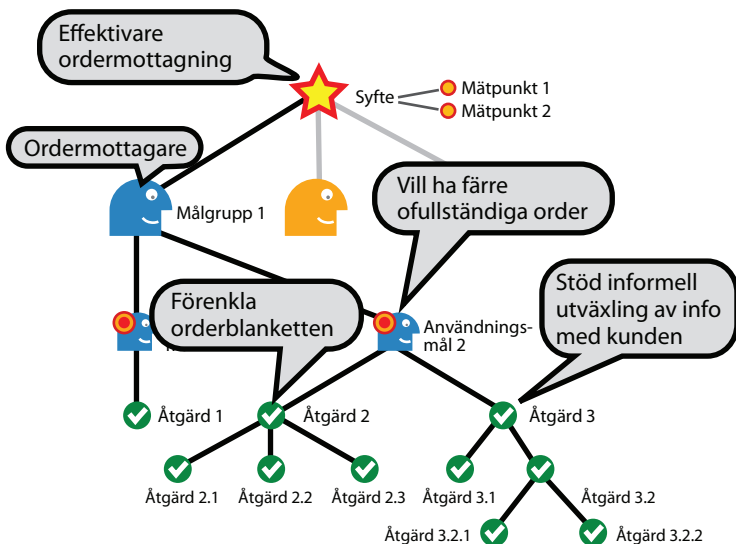 Effektivare
ordermottagning
Syfte
Mätpunkt 1
Mätpunkt 2
Ordermottagare
Målgrupp 1
Vill ha färre
ofullständiga order
Förenkla
orderblanketten
Användnings-
mål 2
Stöd informell
utväxling av info
med kunden
Åtgärd 1
Åtgärd 2
Åtgärd 3
Åtgärd 2.1
Åtgärd 2.2
Åtgärd 2.3
Åtgärd 3.1
Åtgärd 3.2
Åtgärd 3.2.1
Åtgärd 3.2.2